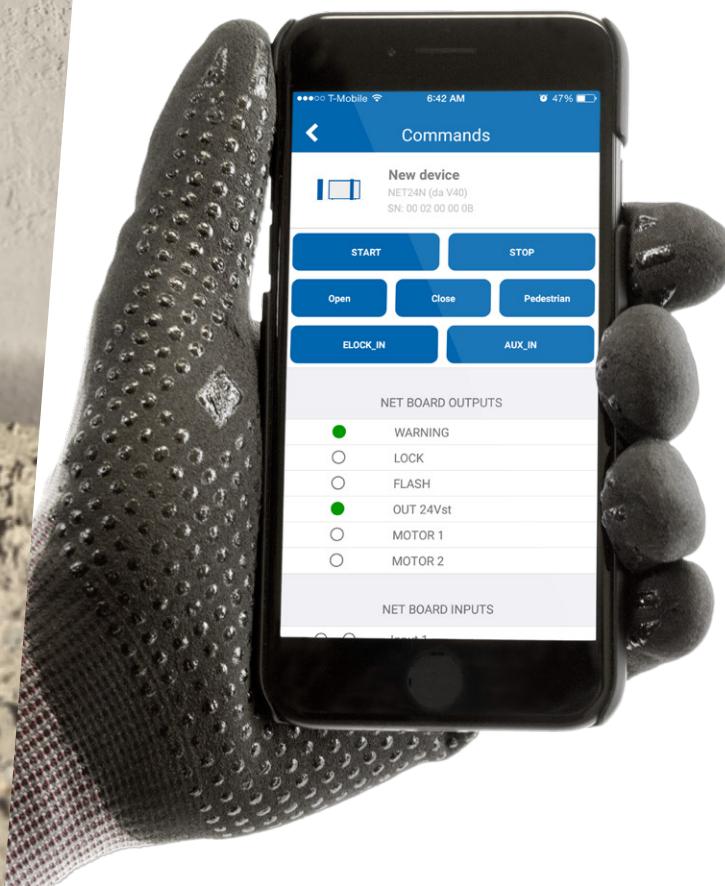 T-Mobile 6:42 AM 47%
Commands
New device
NET24N (da V40)
SN: 00 02 00 00 0B
START STOP
Open Close Pedestrian
ELOCK_IN AUX_IN
NET BOARD OUTPUTS
WARNING
LOCK
FLASH
OUT 24Vst
MOTOR 1
MOTOR 2
NET BOARD INPUTS
Input 1